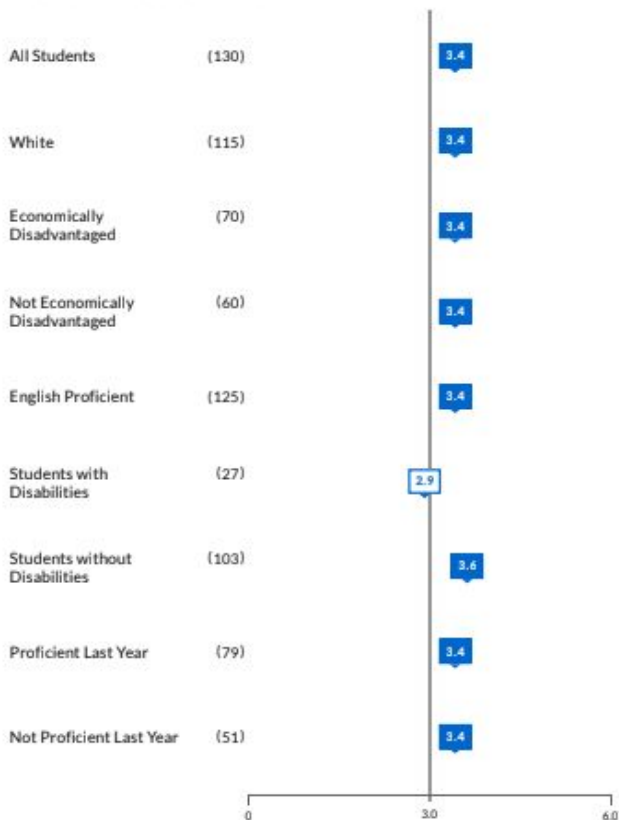 All Students (130) 3.4
White (115) 3.4
Economically
Disadvantaged (70) 3.4
Not Economically
Disadvantaged (60) 3.4
English Proficient (125) 3.4
Students with
Disabilities (27) 2.9
Students without
Disabilities (103) 3.6
Proficient Last Year (79) 3.4
Not Proficient Last Year (51) 3.4
0 3.0 6.0